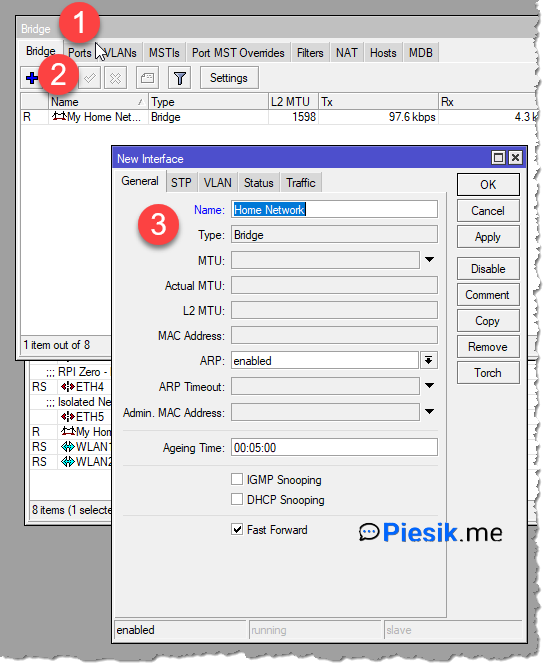 Bridge
1
Bridge Ports VLANs MSTIs Port MST Overrides Filters NAT Hosts MDB
2
Settings
Name Type L2 MTU Tx Rx
R My Home Net... Bridge 1598 97.6 kbps 4.3 k
1 item out of 8
;;; RPI Zero -
RS ETH4
;;; Isolated Ne
ETH5
R My Hom
RS WLAN1
RS WLAN2
8 items (1 selecte
New Interface
General STP VLAN Status Traffic
3
Name: Home Network
Type: Bridge
MTU:
Actual MTU:
L2 MTU:
MAC Address:
ARP: enabled
ARP Timeout:
Admin. MAC Address:
Ageing Time: 00:05:00
IGMP Snooping
DHCP Snooping
Fast Forward
OK
Cancel
Apply
Disable
Comment
Copy
Remove
Torch
Piesik.me
enabled running slave